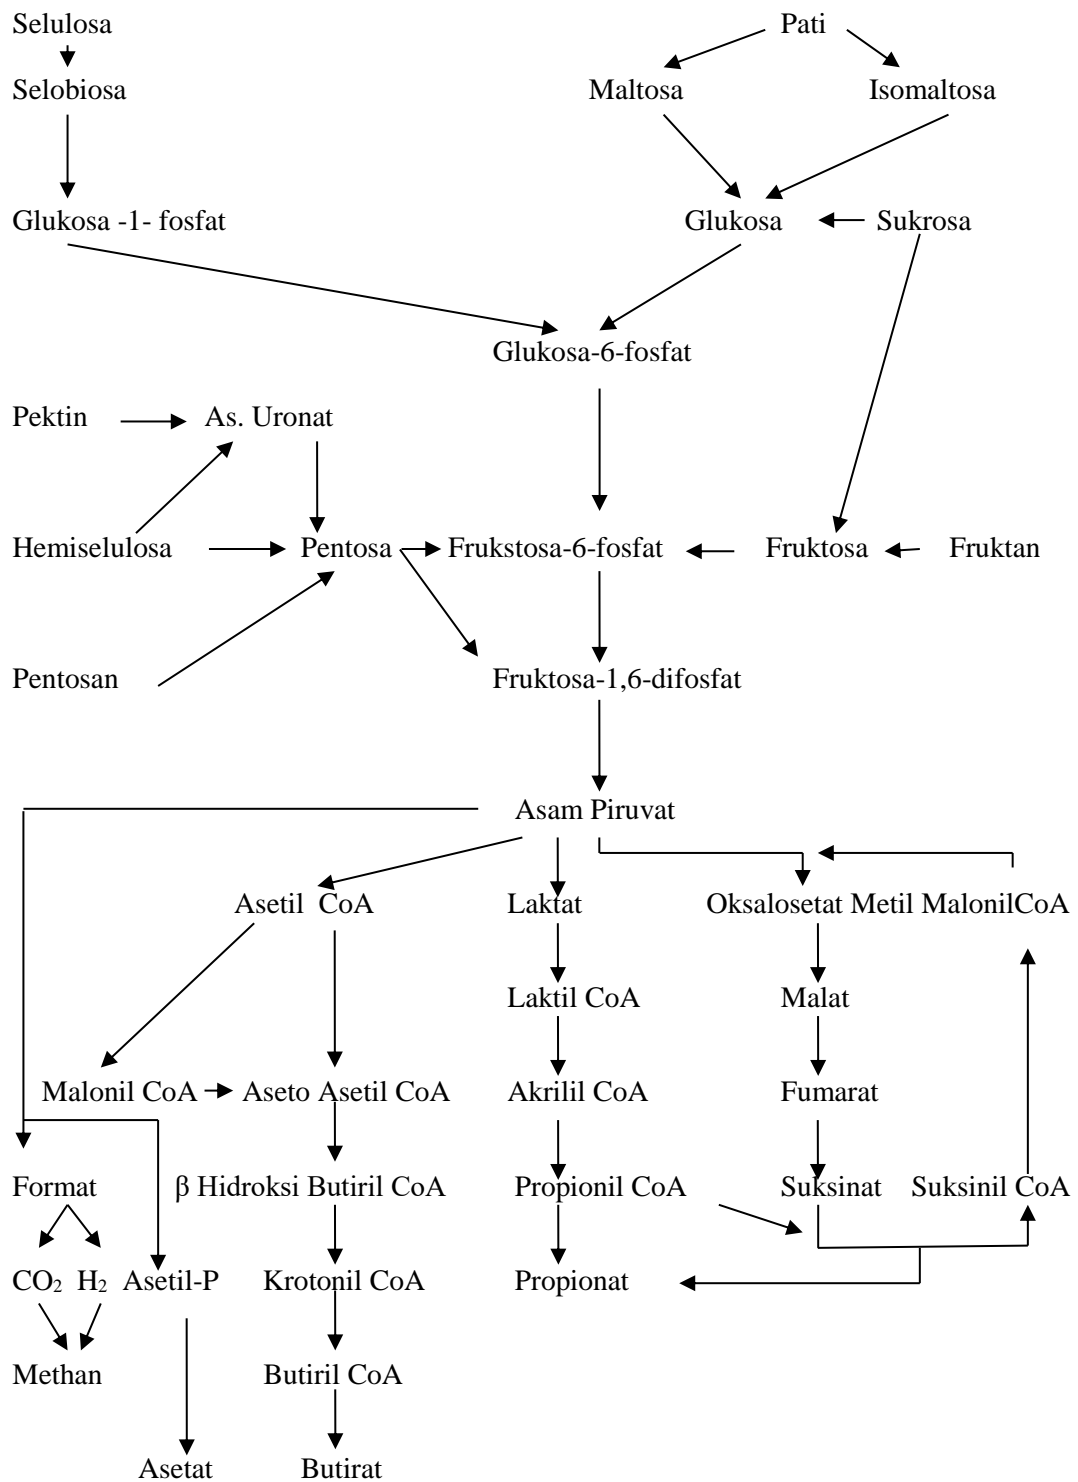 Selulosa Pati
Selobiosa Maltosa Isomaltosa
Glukosa -1- fosfat Glukosa Sukrosa
Glukosa-6-fosfat
Pektin As. Uronat
Hemiselulosa Pentosa Frukstosa-6-fosfat Fruktosa Fruktan
Pentosan Fruktosa-1,6-difosfat
Asam Piruvat
Asetil CoA Laktat Oksalosetat Metil MalonilCoA
Laktil CoA Malat
Malonil CoA Aseto Asetil CoA Akrilil CoA Fumarat
Format β Hidroksi Butiril CoA Propionil CoA Suksinat Suksinil CoA
CO₂ H₂ Asetil-P Krotonil CoA Propionat
Methan Butiril CoA
Asetat Butirat